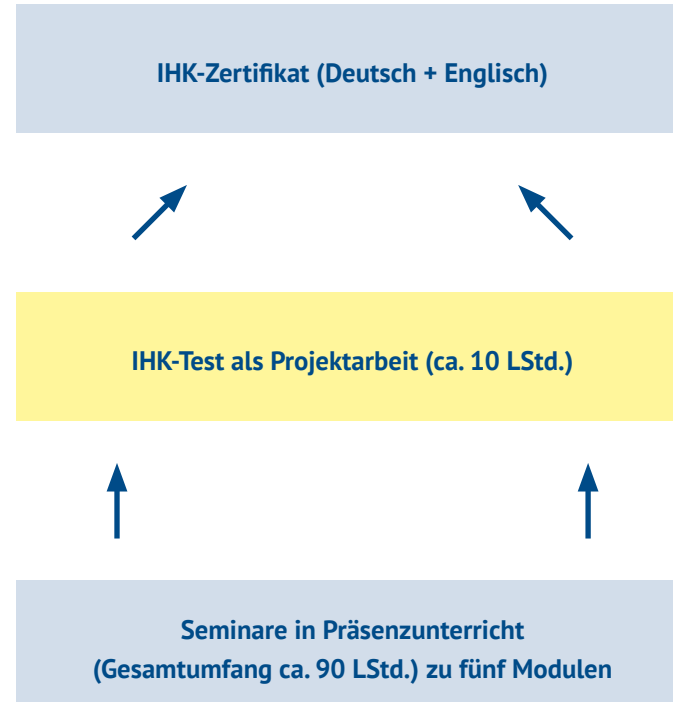 IHK-Zertifikat (Deutsch + Englisch)
IHK-Test als Projektarbeit (ca. 10 LStd.)
Seminare in Präsenzunterricht
(Gesamtumfang ca. 90 LStd.) zu fünf Modulen